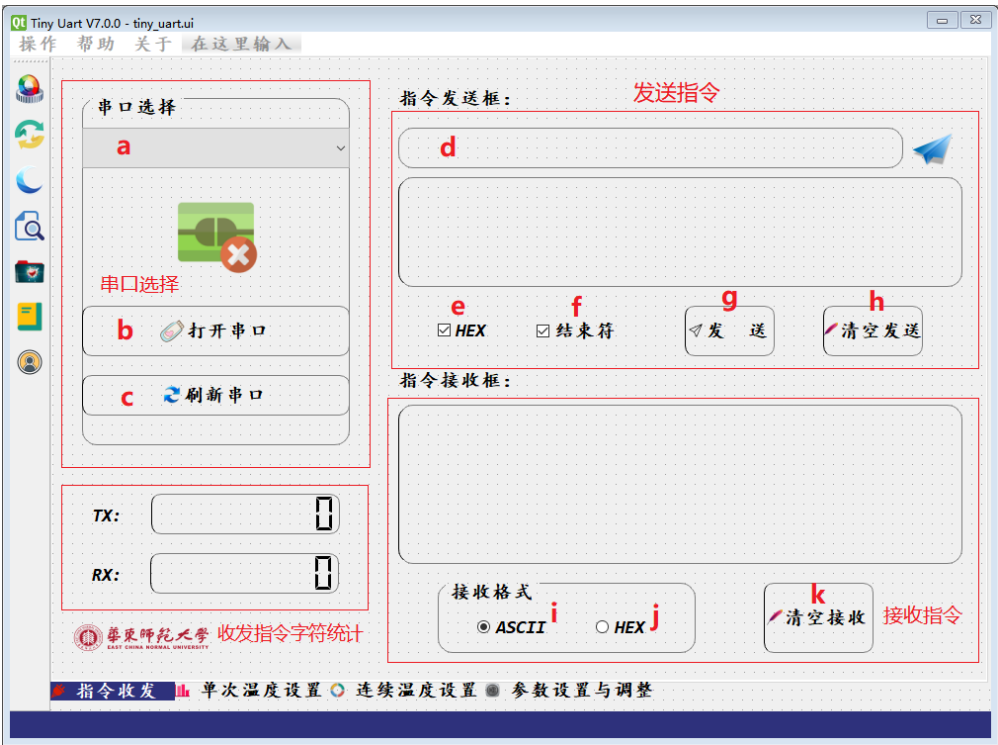 Qt Tiny Uart V7.0.0 - tiny_uart.ui
操作 帮助 关于 在这里输入
串口选择
a
串口选择
b 打开串口
c 刷新串口
TX: 0
RX: 0
華東師范大學 收发指令字符统计
EAST CHINA NORMAL UNIVERSITY
指令发送框: 发送指令
d
e f g h
HEX 结束符 发 送 清空发送
指令接收框:
接收格式 k
i j
ASCII HEX 清空接收 接收指令
指令收发 单次温度设置 连续温度设置 参数设置与调整